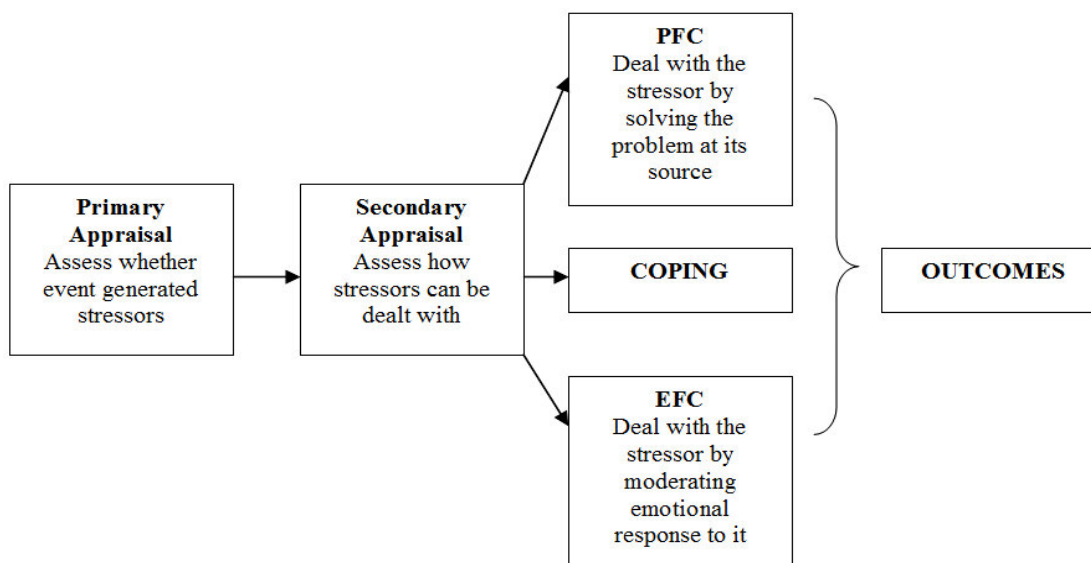 Primary
Appraisal
Assess whether
event generated
stressors
Secondary
Appraisal
Assess how
stressors can be
dealt with
PFC
Deal with the
stressor by
solving the
problem at its
source
COPING
EFC
Deal with the
stressor by
moderating
emotional
response to it
OUTCOMES